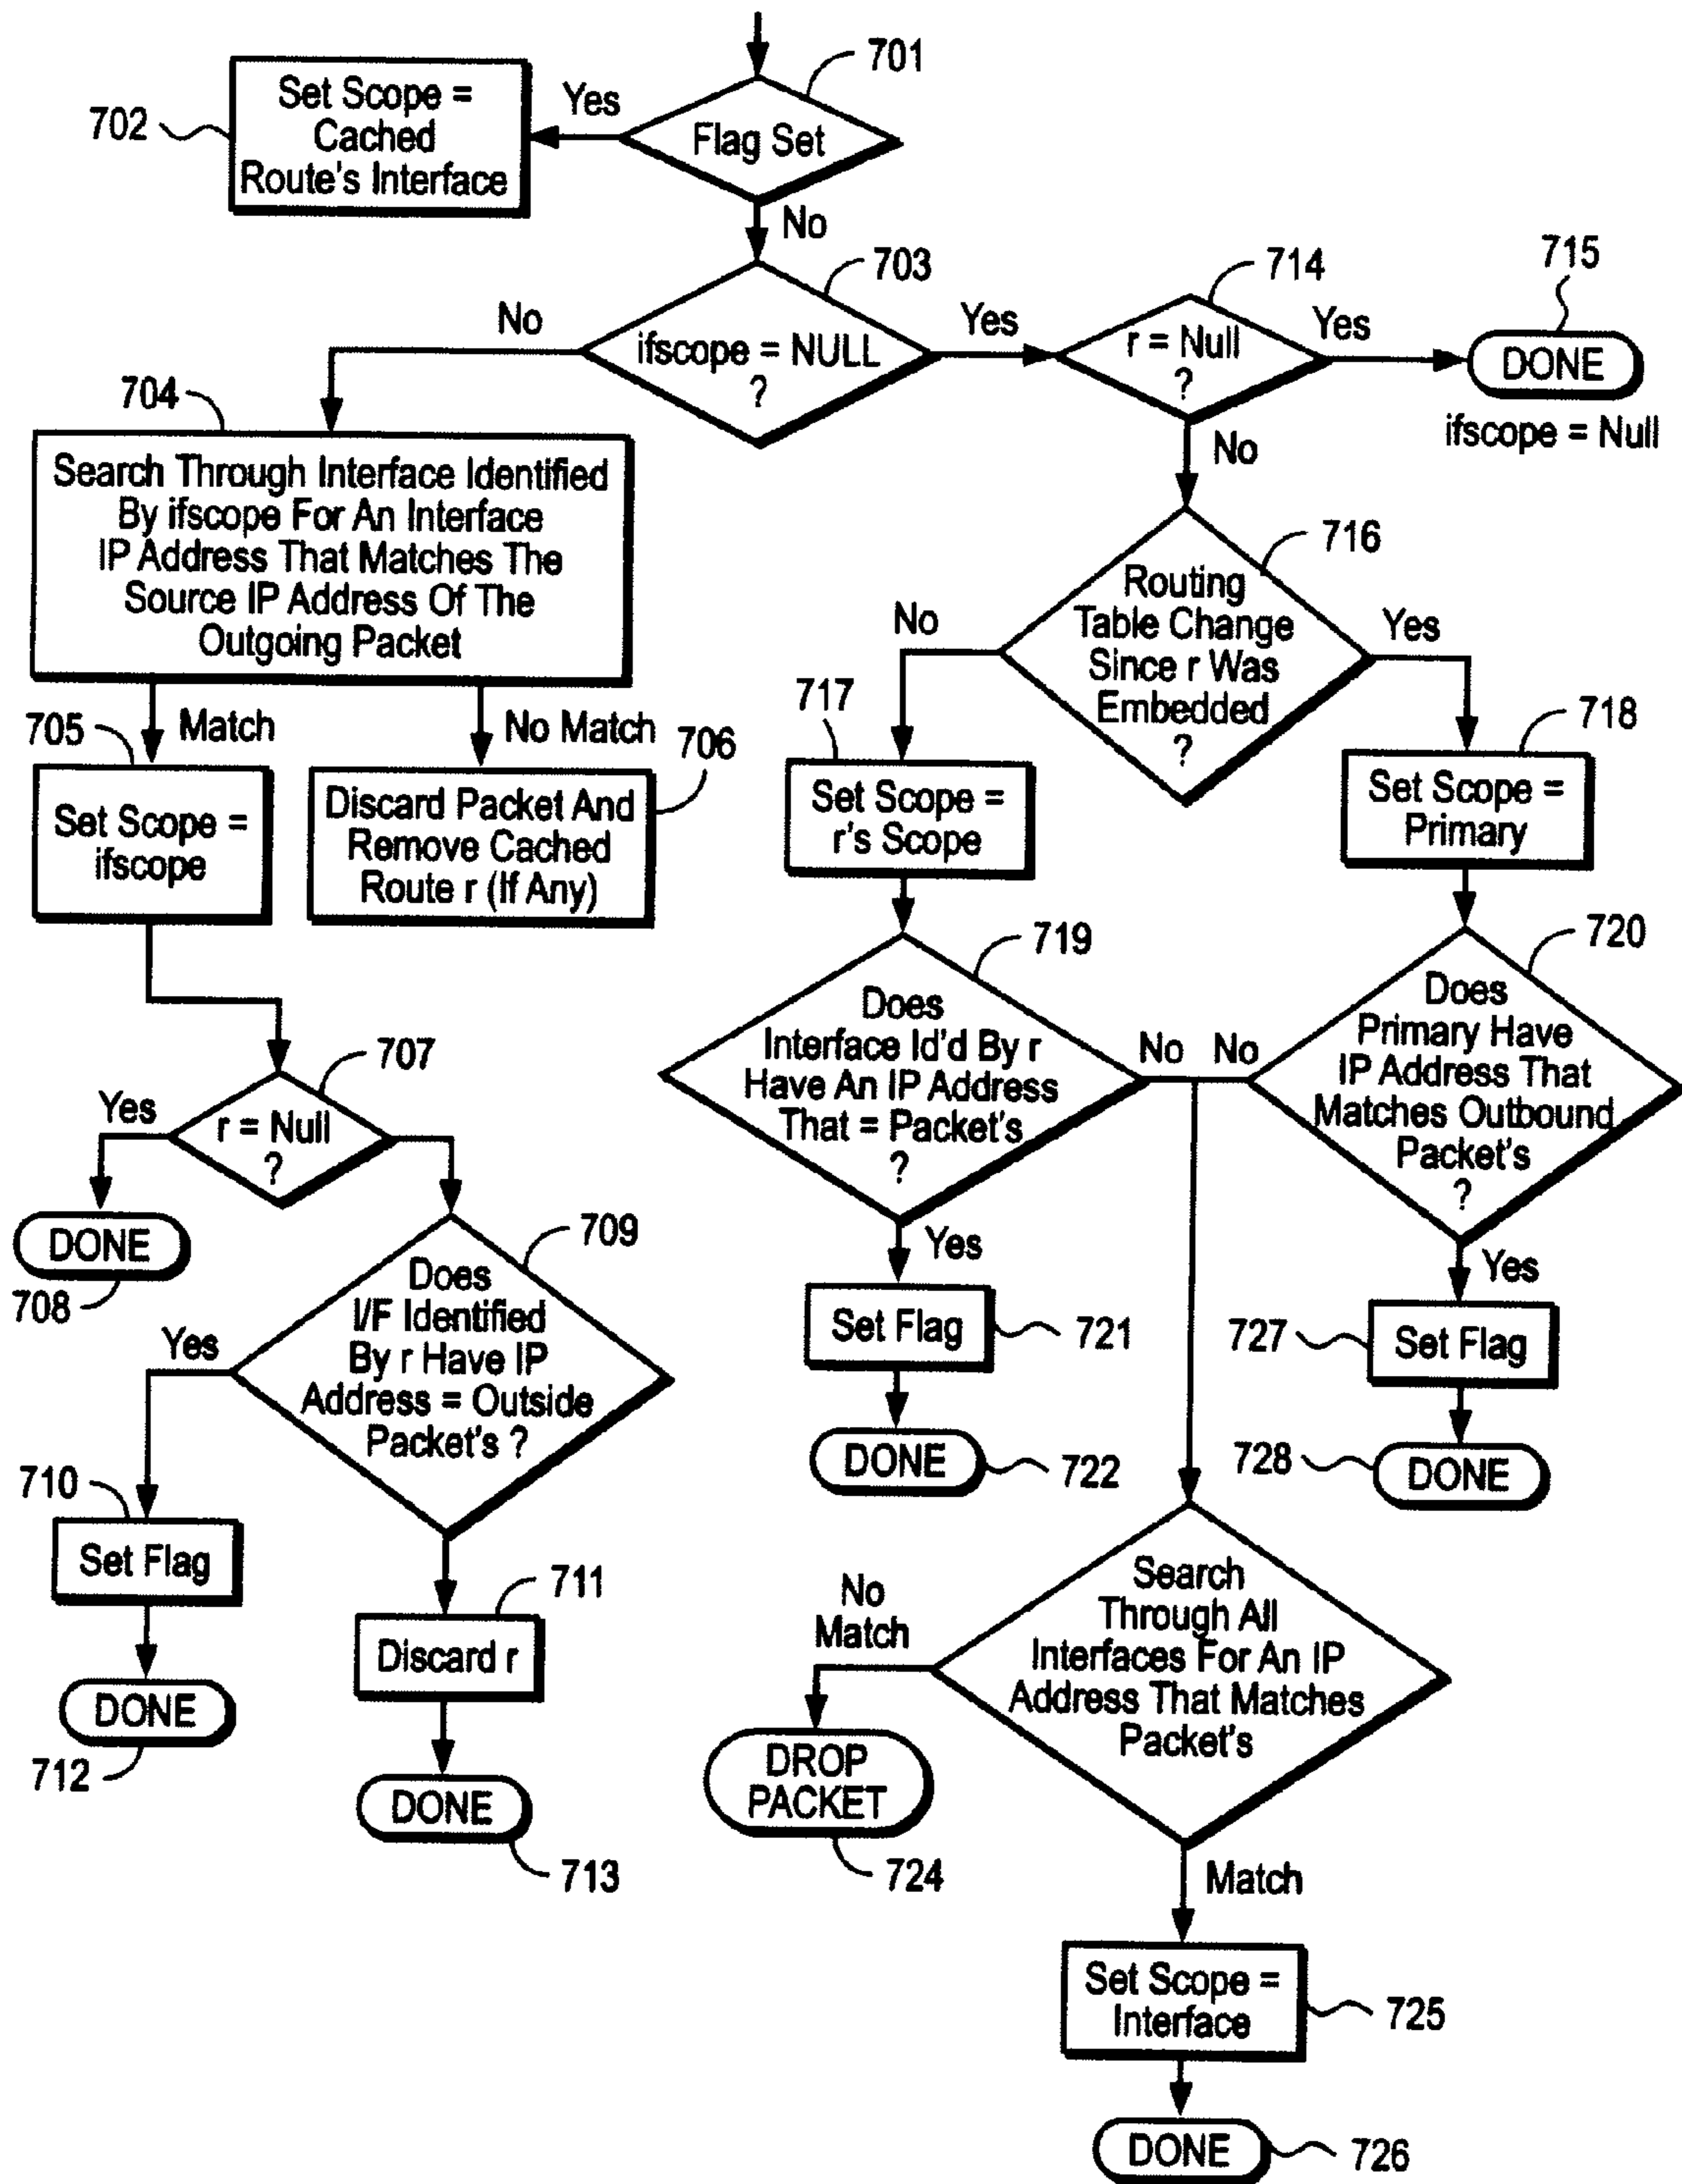 701
Flag Set
Yes
702
Set Scope =
Cached
Route's Interface
No
703
ifscope = NULL
?
No
Yes
714
r = Null
?
Yes
715
DONE
ifscope = Null
No
704
Search Through Interface Identified
By ifscope For An Interface
IP Address That Matches The
Source IP Address Of The
Outgoing Packet
Match
No Match
705
Set Scope =
ifscope
706
Discard Packet And
Remove Cached
Route r (If Any)
716
Routing
Table Change
Since r Was
Embedded
?
No
Yes
717
Set Scope =
r's Scope
718
Set Scope =
Primary
719
Does
Interface Id'd By r
Have An IP Address
That = Packet's
?
No
No
720
Does
Primary Have
IP Address That
Matches Outbound
Packet's
?
707
r = Null
?
Yes
DONE
708
709
Does
I/F Identified
By r Have IP
Address = Outside
Packet's ?
Yes
710
Set Flag
DONE
712
711
Discard r
DONE
713
Yes
Set Flag
721
DONE
722
Yes
727
Set Flag
728
DONE
Search
Through All
Interfaces For An IP
Address That Matches
Packet's
No
Match
DROP
PACKET
724
Match
Set Scope =
Interface
725
DONE
726